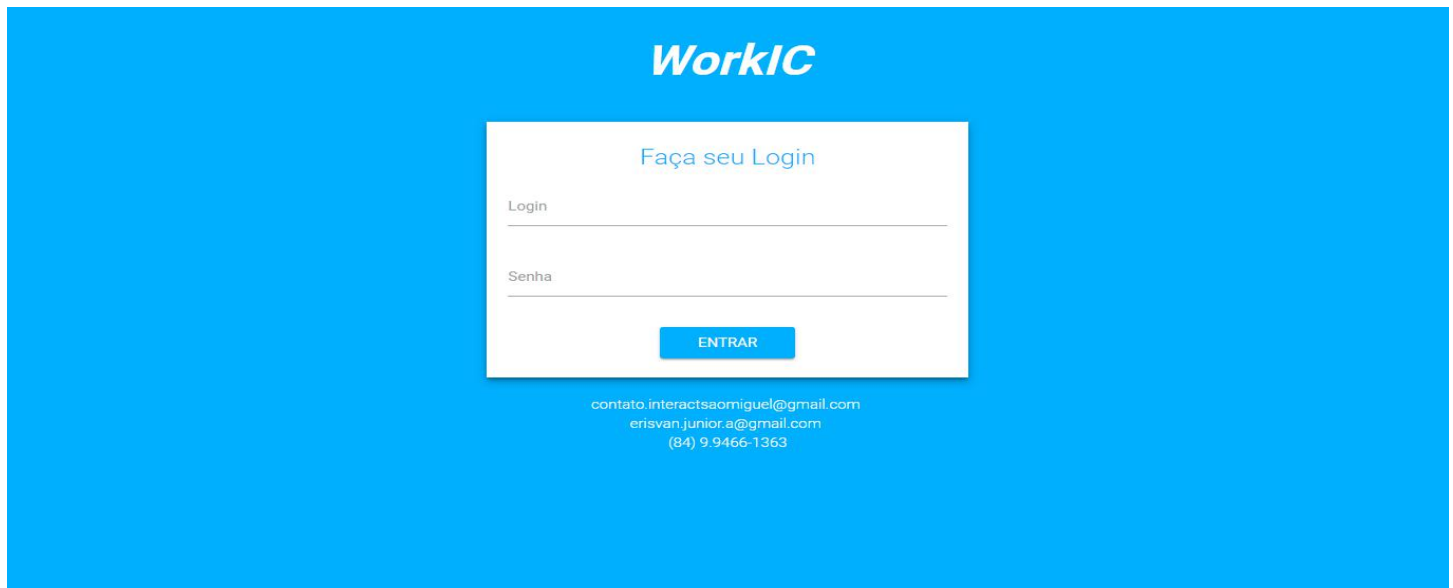 WorkIC
Faça seu Login
Login
Senha
ENTRAR
contato.interactsaomiguel@gmail.com
erisvan.junior.a@gmail.com
(84) 9.9466-1363